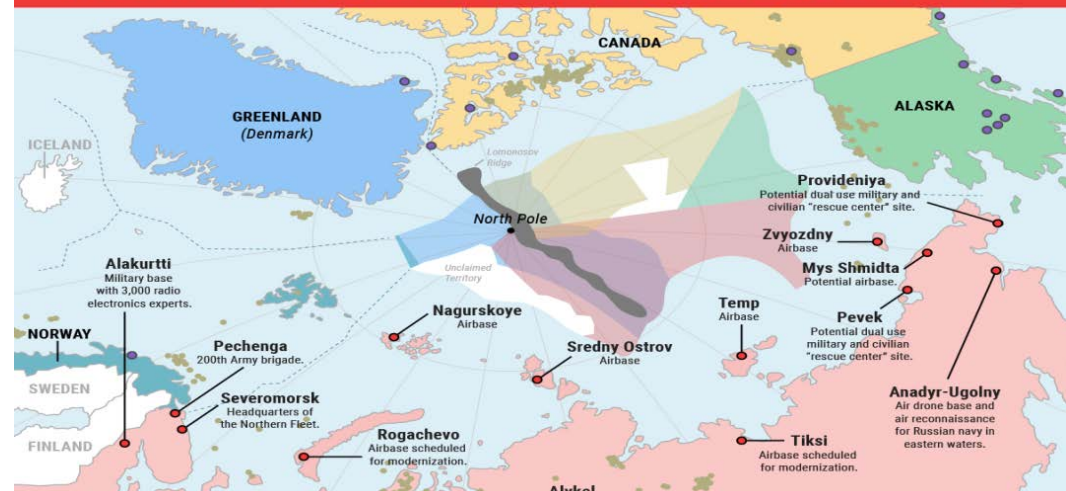 CANADA
GREENLAND
(Denmark)
ALASKA
ICELAND
Lomonosov
Ridge
Provideniya
Potential dual use military and
civilian "rescue center" site.
North Pole
Zvyozdny
Airbase
Alakurtti
Military base
with 3,000 radio
electronics experts.
Unclaimed
Territory
Mys Shmidta
Potential airbase.
Nagurskoye
Airbase
Temp
Airbase
Pevek
Potential dual use
military and civilian
"rescue center" site.
NORWAY
Pechenga
200th Army brigade.
Sredny Ostrov
Airbase
SWEDEN
Severomorsk
Headquarters of
the Northern Fleet.
Anadyr-Ugolny
Air drone base and
air reconnaissance
for Russian navy in
eastern waters.
FINLAND
Rogachevo
Airbase scheduled
for modernization.
Tiksi
Airbase scheduled
for modernization.